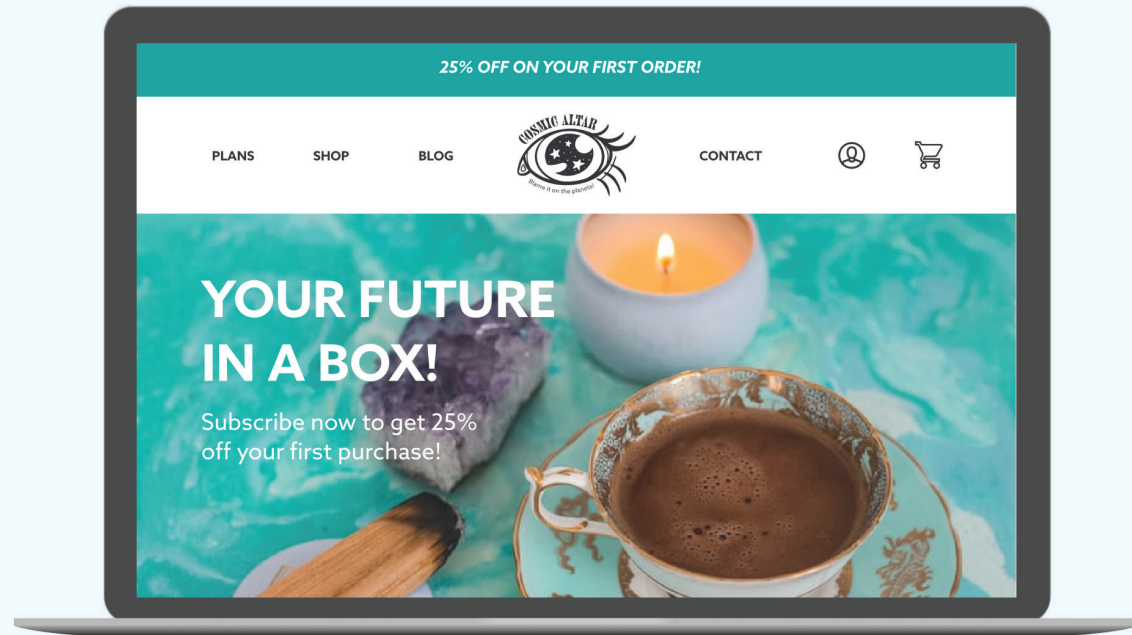 25% OFF ON YOUR FIRST ORDER!
PLANS SHOP BLOG CONTACT
COSMIC ALTAR
Blame it on the planets!
YOUR FUTURE
IN A BOX!
Subscribe now to get 25%
off your first purchase!